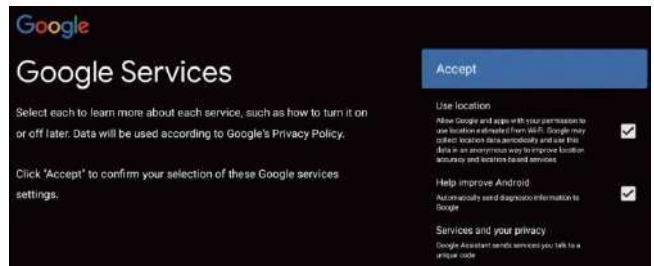 Google
Google Services
Select each to learn more about each service, such as how to turn it on
or off later. Data will be used according to Google's Privacy Policy.
Click "Accept" to confirm your selection of these Google services
settings.
Accept
Use location
Allow Google and apps with your permission to
use location estimated from Wi-Fi. Google may
collect location data periodically and use this
data in an anonymous way to improve location
accuracy and location-based services
Help improve Android
Automatically send diagnostic information to
Google
Services and your privacy
Google Assistant sends services you talk to a
unique code